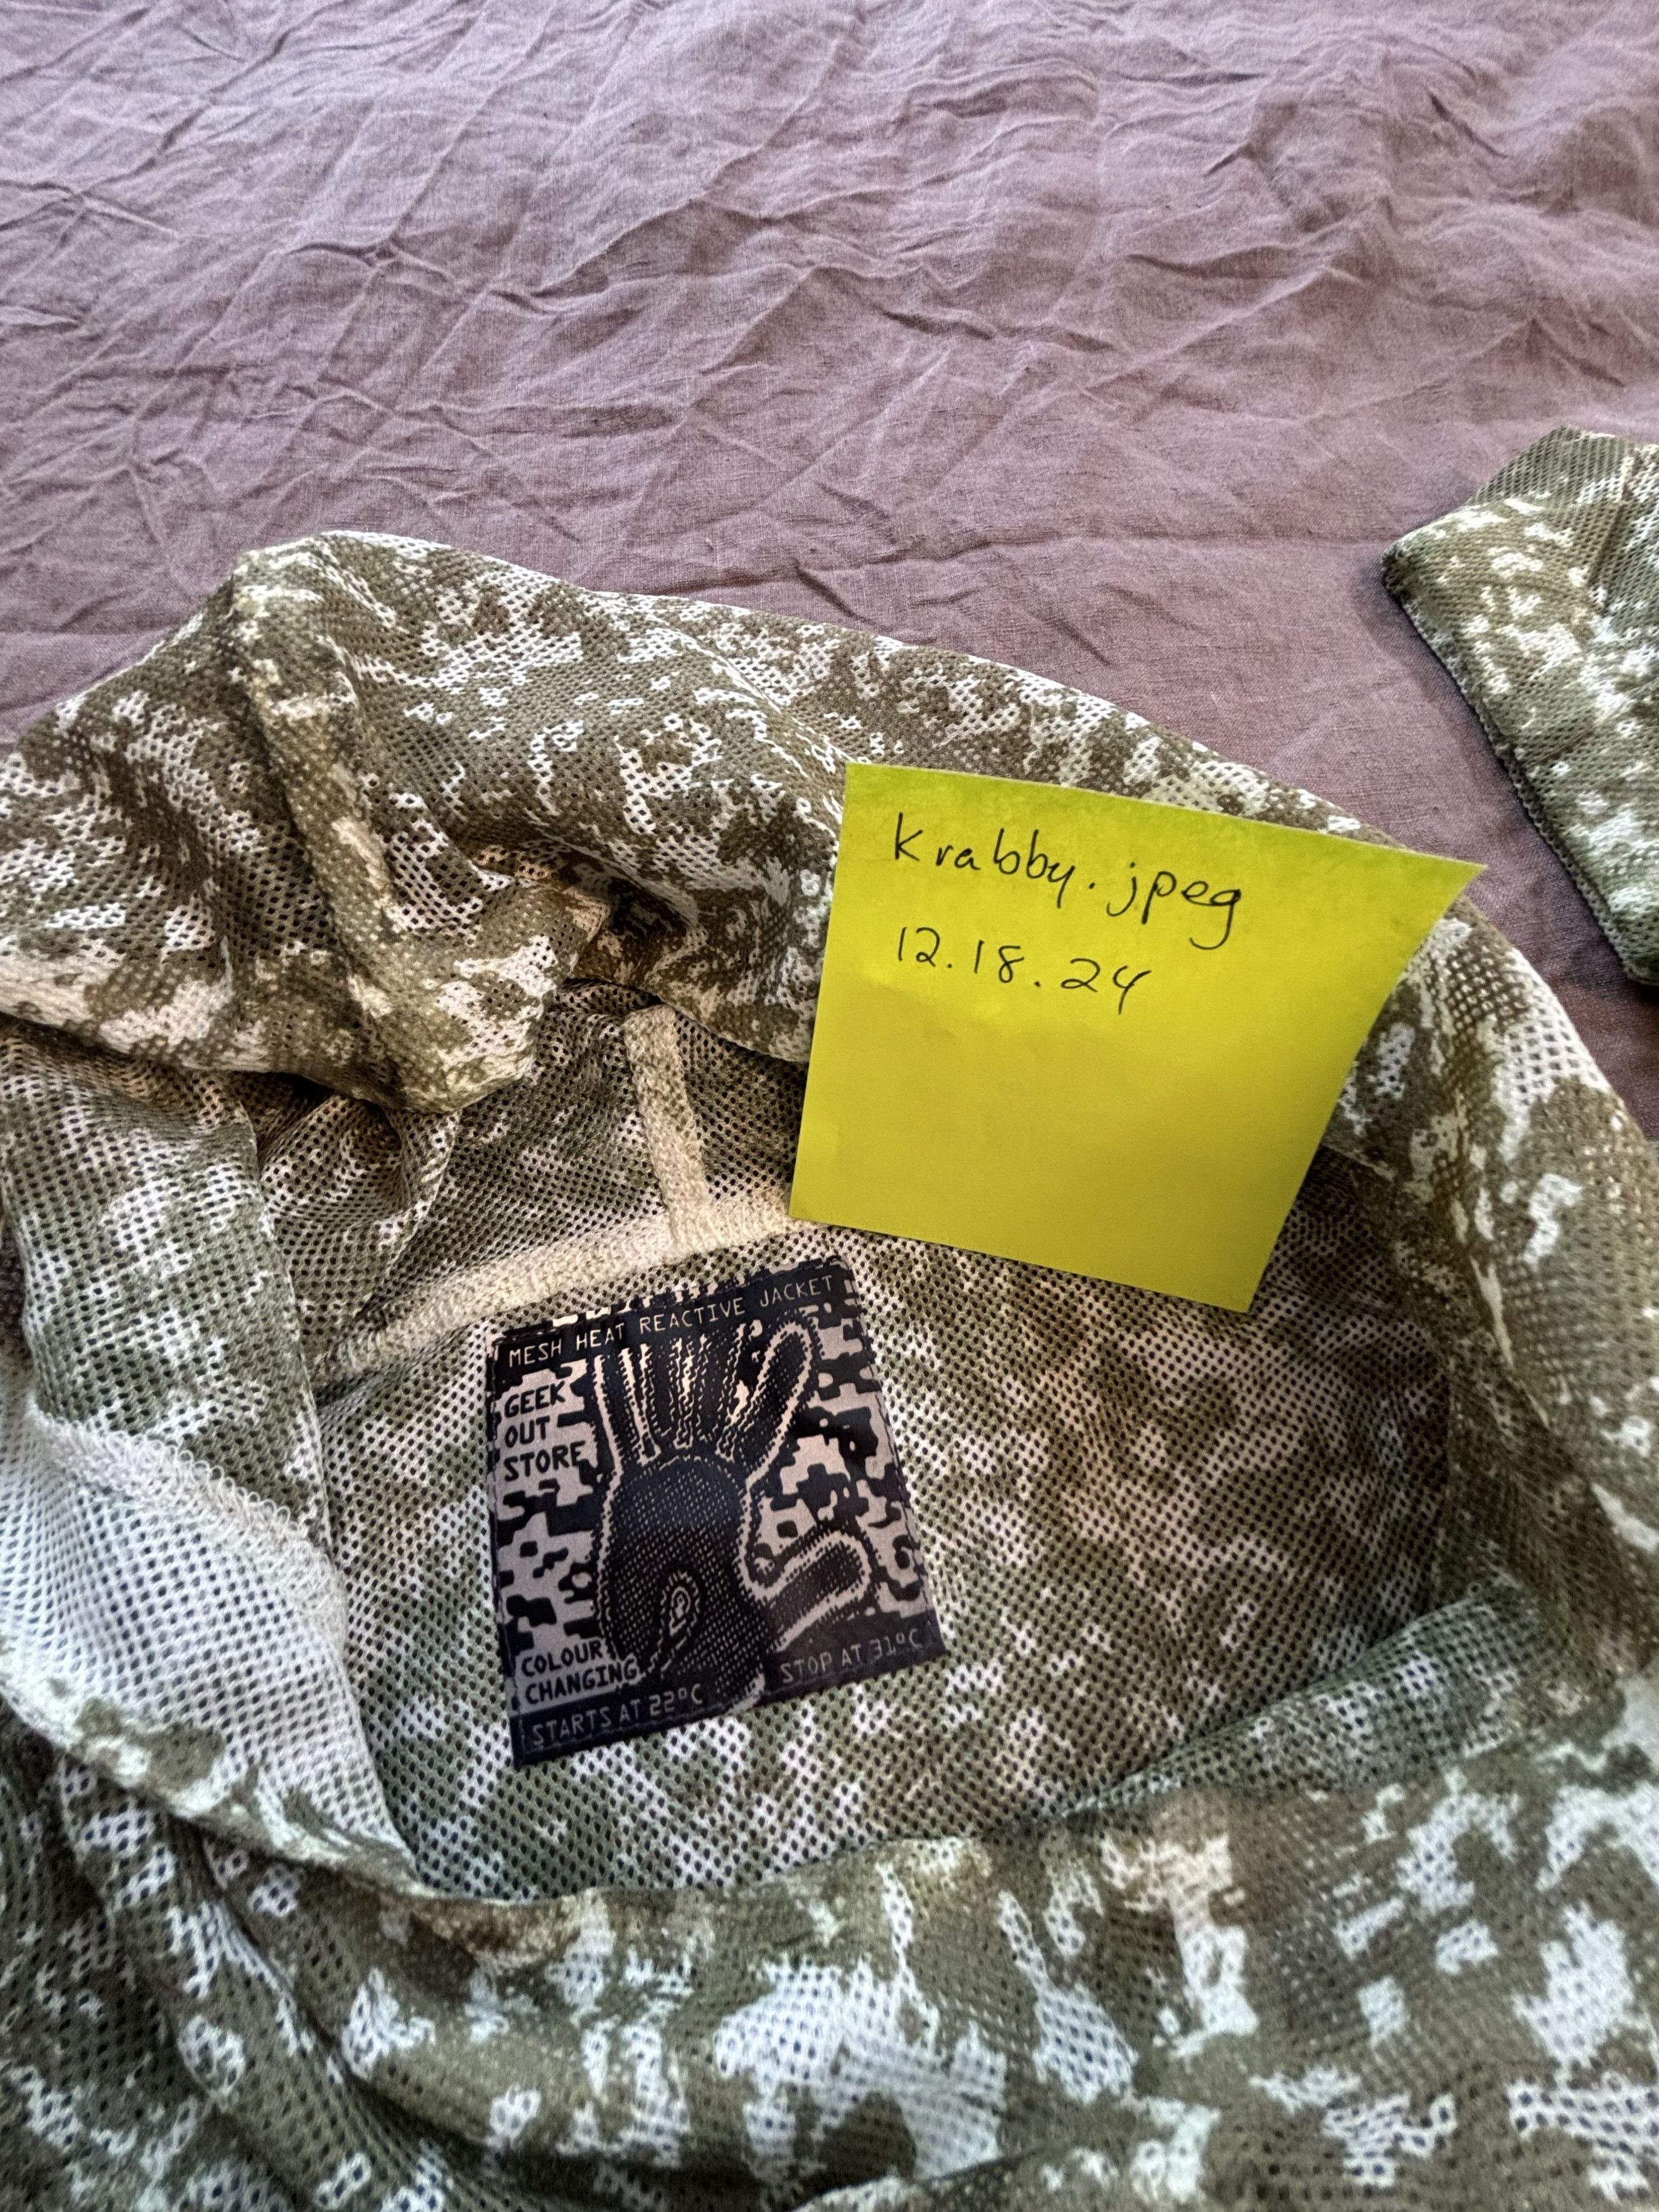 krabby.jpeg
12.18.24
MESH HEAT REACTIVE JACKET
GEEK
OUT
STORE
COLOUR
CHANGING
STARTS AT 22°C
STOP AT 31°C